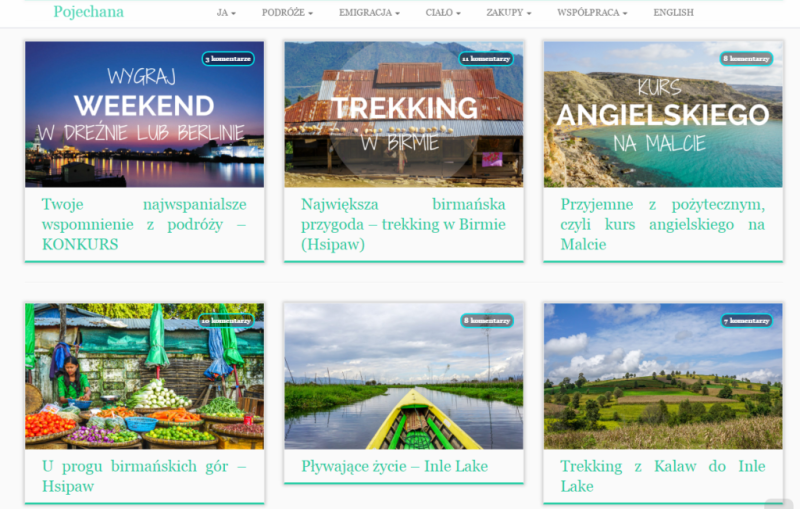 Pojechana
JA
PODRÓŻE
EMIGRACJA
CIAŁO
ZAKUPY
WSPÓŁPRACA
ENGLISH
3 komentarze
WYGRAJ
WEEKEND
W DREŹNIE LUB BERLINIE
Twoje najwspanialsze
wspomnienie z podróży –
KONKURS
11 komentarzy
TREKKING
W BIRMIE
Największa birmańska
przygoda – trekking w Birmie
(Hsipaw)
8 komentarzy
KURS
ANGIELSKIEGO
NA MALCIE
Przyjemne z pożytecznym,
czyli kurs angielskiego na
Malcie
10 komentarzy
U progu birmańskich gór –
Hsipaw
8 komentarzy
Pływające życie – Inle Lake
7 komentarzy
Trekking z Kalaw do Inle
Lake